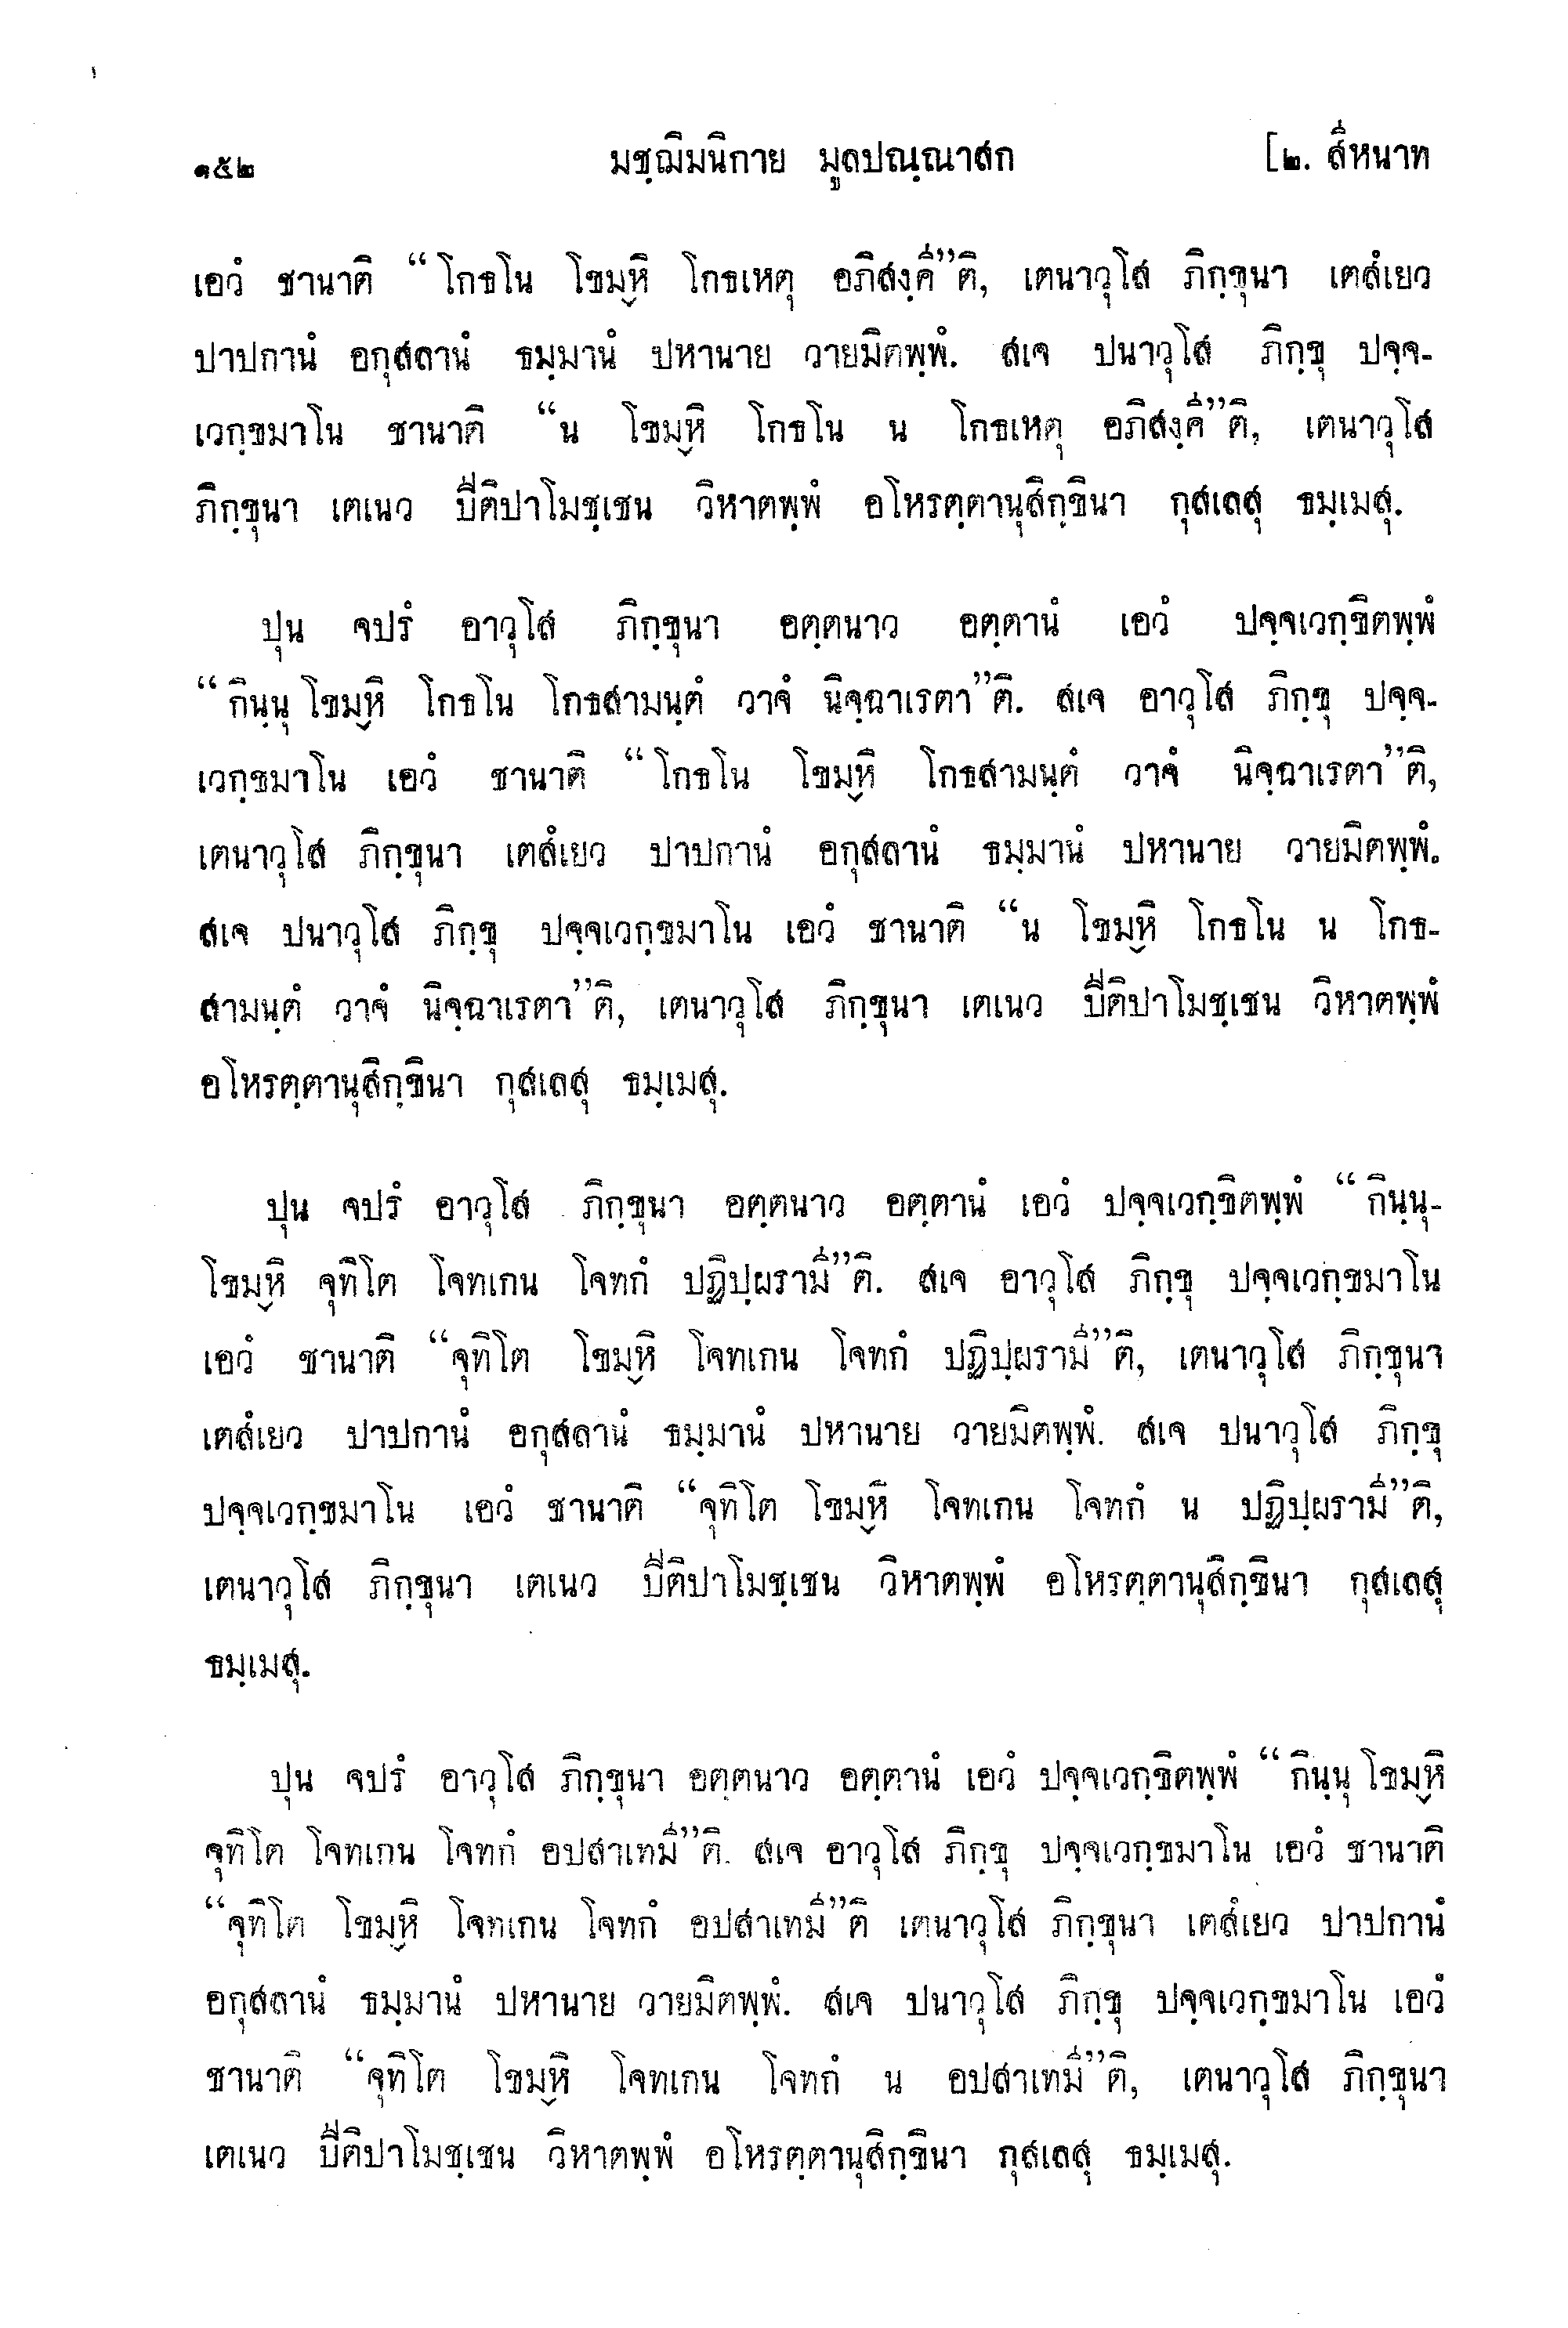 ๑๕๒ มชฺฌิมนิกาย มูลปณฺณาสก [๒. สีหนาท
เอวํ ชานาติ “โกธโน โขมฺหิ โกธเหตุ อภิสงฺคี”ติ, เตนาวุโส ภิกฺขุนา เตสํเยว
ปาปกานํ อกุสลานํ ธมฺมานํ ปหานาย วายมิตพฺพํ. สเจ ปนาวุโส ภิกฺขุ ปจฺจ-
เวกฺขมาโน ชานาติ “น โขมฺหิ โกธโน น โกธเหตุ อภิสงฺคี”ติ, เตนาวุโส
ภิกฺขุนา เตเนว ปีติปาโมชฺเชน วิหาตพฺพํ อโหรตฺตานุสิกฺขินา กุสเลสุ ธมฺเมสุ.
ปุน จปรํ อาวุโส ภิกฺขุนา อตฺตนาว อตฺตานํ เอวํ ปจฺจเวกฺขิตพฺพํ
“กินฺนุ โขมฺหิ โกธโน โกธสามนฺตํ วาจํ นิจฺฉาเรตา”ติ. สเจ อาวุโส ภิกฺขุ ปจฺจ-
เวกฺขมาโน เอวํ ชานาติ “โกธโน โขมฺหิ โกธสามนฺตํ วาจํ นิจฺฉาเรตา”ติ,
เตนาวุโส ภิกฺขุนา เตสํเยว ปาปกานํ อกุสลานํ ธมฺมานํ ปหานาย วายมิตพฺพํ.
สเจ ปนาวุโส ภิกฺขุ ปจฺจเวกฺขมาโน เอวํ ชานาติ “น โขมฺหิ โกธโน น โกธ-
สามนฺตํ วาจํ นิจฺฉาเรตา”ติ, เตนาวุโส ภิกฺขุนา เตเนว ปีติปาโมชฺเชน วิหาตพฺพํ
อโหรตฺตานุสิกฺขินา กุสเลสุ ธมฺเมสุ.
ปุน จปรํ อาวุโส ภิกฺขุนา อตฺตนาว อตฺตานํ เอวํ ปจฺจเวกฺขิตพฺพํ “กินฺนุ-
โขมฺหิ จุทิโต โจทเกน โจทกํ ปฏิปฺผรามี”ติ. สเจ อาวุโส ภิกฺขุ ปจฺจเวกฺขมาโน
เอวํ ชานาติ “จุทิโต โขมฺหิ โจทเกน โจทกํ ปฏิปฺผรามี”ติ, เตนาวุโส ภิกฺขุนา
เตสํเยว ปาปกานํ อกุสลานํ ธมฺมานํ ปหานาย วายมิตพฺพํ. สเจ ปนาวุโส ภิกฺขุ
ปจฺจเวกฺขมาโน เอวํ ชานาติ “จุทิโต โขมฺหิ โจทเกน โจทกํ น ปฏิปฺผรามี”ติ,
เตนาวุโส ภิกฺขุนา เตเนว ปีติปาโมชฺเชน วิหาตพฺพํ อโหรตฺตานุสิกฺขินา กุสเลสุ
ธมฺเมสุ.
ปุน จปรํ อาวุโส ภิกฺขุนา อตฺตนาว อตฺตานํ เอวํ ปจฺจเวกฺขิตพฺพํ “กินฺนุ โขมฺหิ
จุทิโต โจทเกน โจทกํ อปสาเทมี”ติ. สเจ อาวุโส ภิกฺขุ ปจฺจเวกฺขมาโน เอวํ ชานาติ
“จุทิโต โขมฺหิ โจทเกน โจทกํ อปสาเทมี”ติ เตนาวุโส ภิกฺขุนา เตสํเยว ปาปกานํ
อกุสลานํ ธมฺมานํ ปหานาย วายมิตพฺพํ. สเจ ปนาวุโส ภิกฺขุ ปจฺจเวกฺขมาโน เอวํ
ชานาติ “จุทิโต โขมฺหิ โจทเกน โจทกํ น อปสาเทมี”ติ, เตนาวุโส ภิกฺขุนา
เตเนว ปีติปาโมชฺเชน วิหาตพฺพํ อโหรตฺตานุสิกฺขินา กุสเลสุ ธมฺเมสุ.